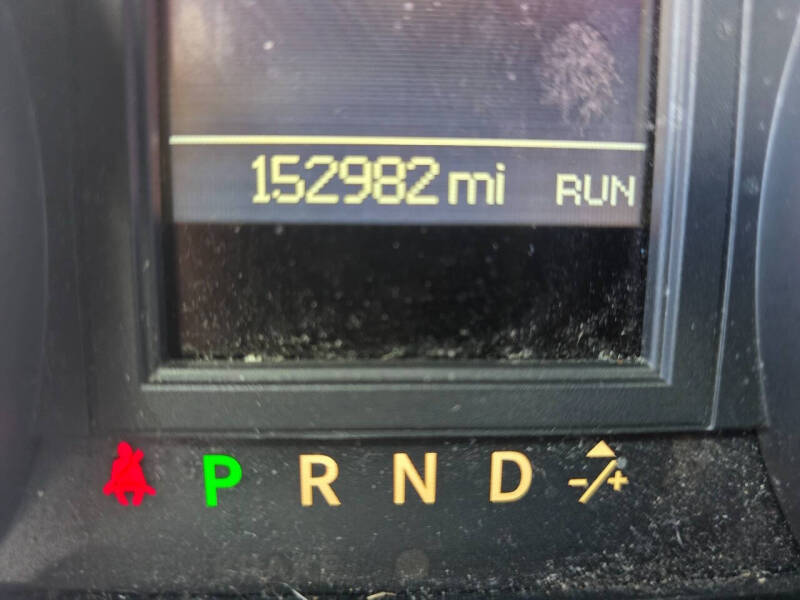 152982 mi RUN
P R N D -/+